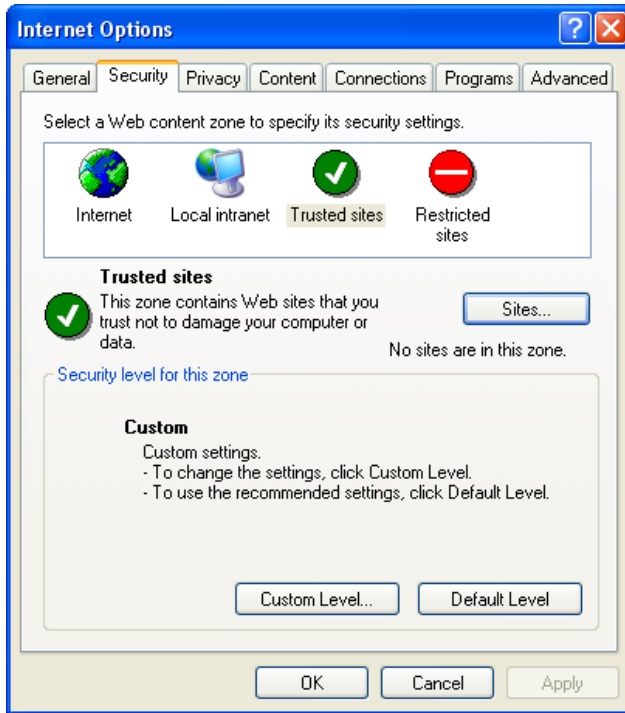 Internet Options
General Security Privacy Content Connections Programs Advanced
Select a Web content zone to specify its security settings.
Internet Local intranet Trusted sites Restricted
sites
Trusted sites
This zone contains Web sites that you
trust not to damage your computer or
data.
Sites...
No sites are in this zone.
Security level for this zone
Custom
Custom settings.
- To change the settings, click Custom Level.
- To use the recommended settings, click Default Level.
Custom Level... Default Level
OK Cancel Apply